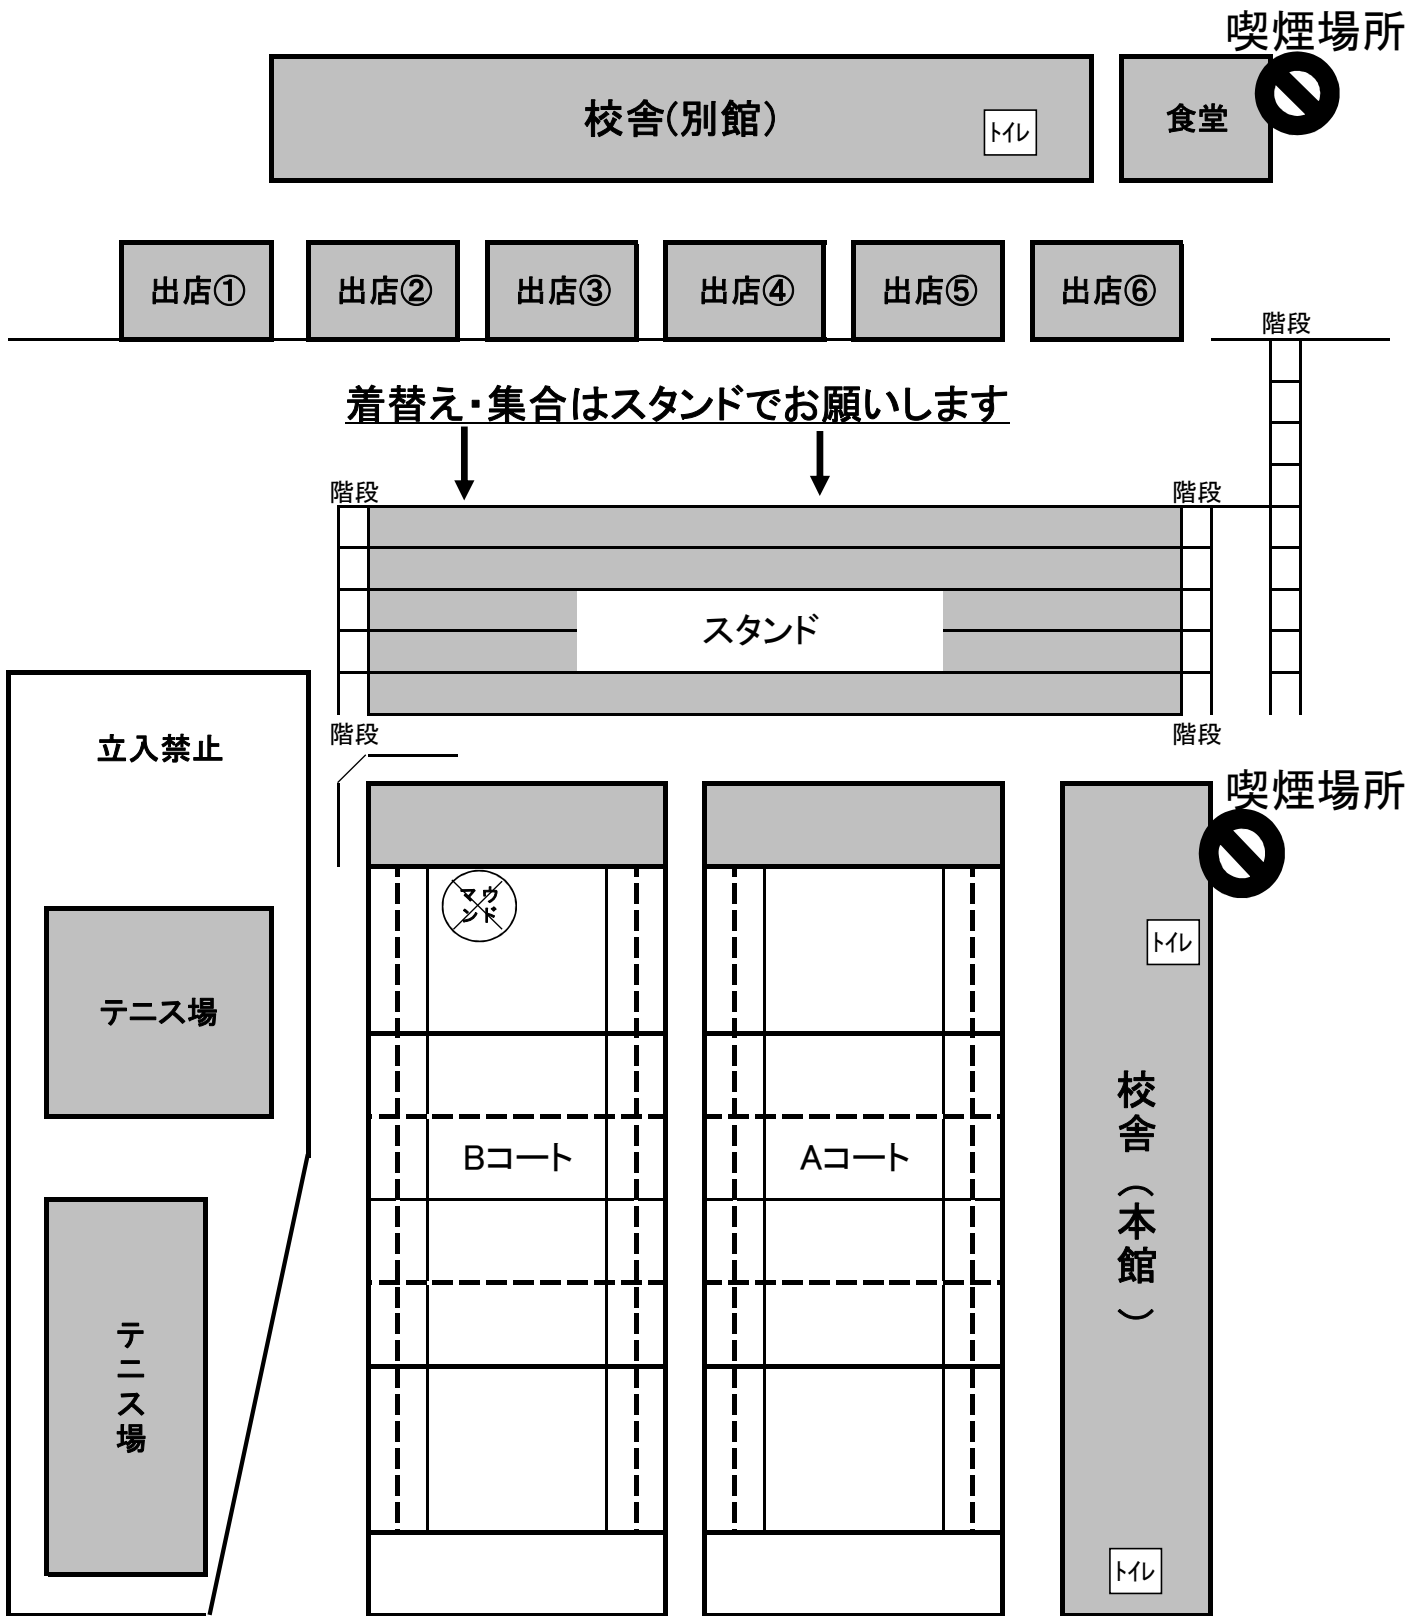 喫煙場所
校舎(別館)
トイレ
食堂
出店①
出店②
出店③
出店④
出店⑤
出店⑥
階段
着替え・集合はスタンドでお願いします
階段
階段
スタンド
階段
階段
立入禁止
喫煙場所
マウ
ンド
トイレ
テニス場
校舎(本館)
Bコート
Aコート
テニス場
トイレ